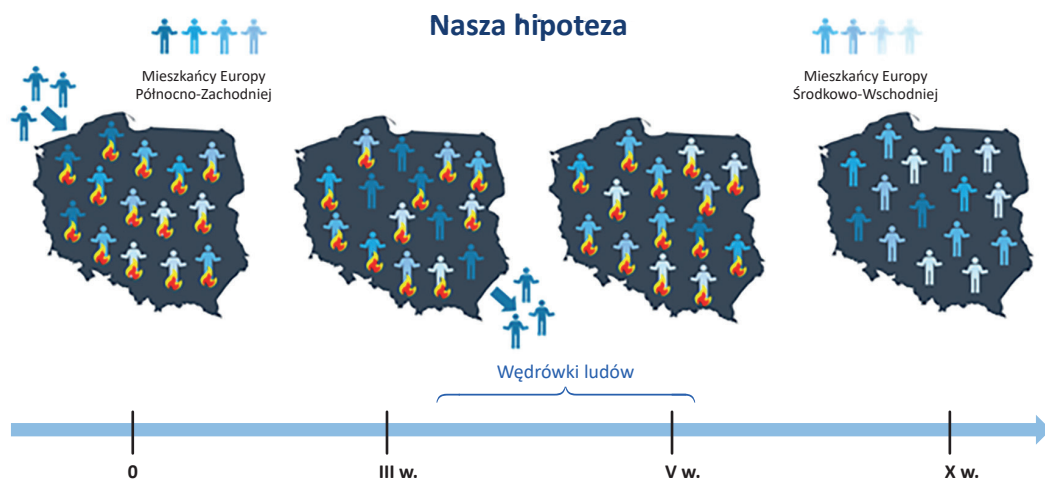 Nasza hipoteza
Mieszkańcy Europy
Północno-Zachodniej
Mieszkańcy Europy
Środkowo-Wschodniej
Wędrówki ludów
0
III w.
V w.
X w.